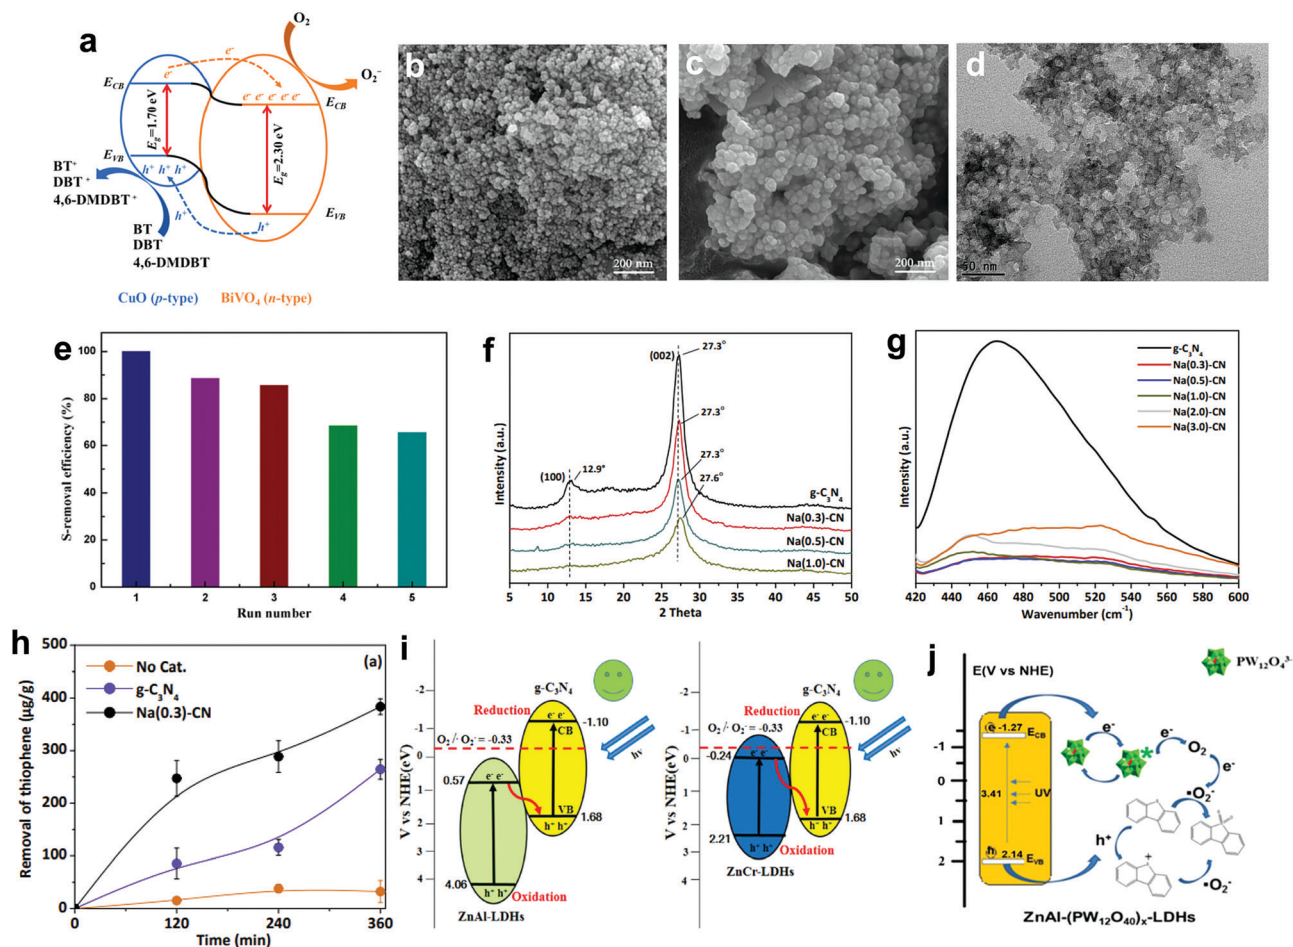 a
O₂
O₂⁻
e⁻
e⁻ e⁻ e⁻ e⁻ e⁻
E_CB
E_CB
E_g=1.70 eV
E_g=2.30 eV
E_VB
E_VB
h⁺ h⁺ h⁺
h⁺
h⁺
BT⁺
DBT⁺
4,6-DMDBT⁺
BT
DBT
4,6-DMDBT
CuO (p-type)
BiVO₄ (n-type)
b
200 nm
c
200 nm
d
50 nm
e
S-removal efficiency (%)
100
80
60
40
20
0
1 2 3 4 5
Run number
f
Intensity (a.u.)
(002)
27.3°
27.3°
27.3°
27.6°
(100)
12.9°
g-C₃N₄
Na(0.3)-CN
Na(0.5)-CN
Na(1.0)-CN
5 10 15 20 25 30 35 40 45 50
2 Theta
g
Intensity (a.u.)
g-C₃N₄
Na(0.3)-CN
Na(0.5)-CN
Na(1.0)-CN
Na(2.0)-CN
Na(3.0)-CN
420 440 460 480 500 520 540 560 580 600
Wavenumber (cm⁻¹)
h
Removal of thiophene (μg/g)
500
400
300
200
100
0
(a)
No Cat.
g-C₃N₄
Na(0.3)-CN
0 120 240 360
Time (min)
i
V vs NHE(eV)
-2
-1
0
1
2
3
4
g-C₃N₄
Reduction
e⁻ e⁻
-1.10
CB
O₂/·O₂⁻= -0.33
hv
0.57
e⁻ e⁻
VB
h⁺ h⁺
1.68
4.06
h⁺ h⁺
Oxidation
ZnAl-LDHs
V vs NHE(eV)
-2
-1
0
1
2
3
4
g-C₃N₄
Reduction
e⁻ e⁻
-1.10
CB
O₂/·O₂⁻= -0.33
hv
-0.24
e⁻ e⁻
VB
h⁺ h⁺
1.68
2.21
h⁺ h⁺
Oxidation
ZnCr-LDHs
j
E(V vs NHE)
PW₁₂O₄³⁻
-1
0
1
2
e -1.27
E_CB
3.41
UV
h 2.14
E_VB
e⁻
*
e⁻
O₂
e⁻
•O₂⁻
h⁺
+
•O₂⁻
ZnAl-(PW₁₂O₄₀)ₓ-LDHs